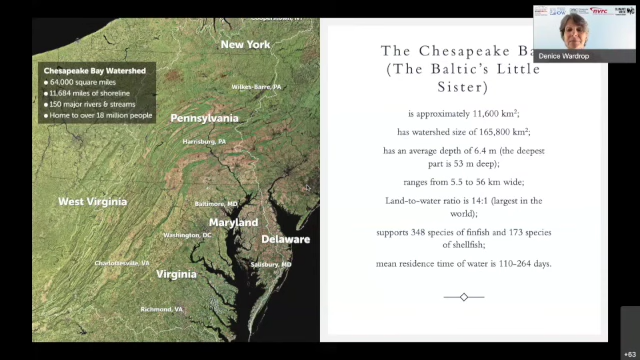 New York
Chesapeake Bay Watershed
• 64,000 square miles
• 11,684 miles of shoreline
• 150 major rivers & streams
• Home to over 18 million people
Wilkes-Barre, PA
Pennsylvania
Harrisburg, PA
West Virginia
Baltimore, MD
Maryland
Washington, DC
Delaware
Charlottesville, VA
Salisbury, MD
Virginia
Richmond, VA
The Chesapeake Ba
(The Baltic's Little
Sister)
is approximately 11,600 km²;
has watershed size of 165,800 km²;
has an average depth of 6.4 m (the deepest
part is 53 m deep);
ranges from 5.5 to 56 km wide;
Land-to-water ratio is 14:1 (largest in the
world);
supports 348 species of finfish and 173 species
of shellfish;
mean residence time of water is 110-264 days.
Denice Wardrop
+63